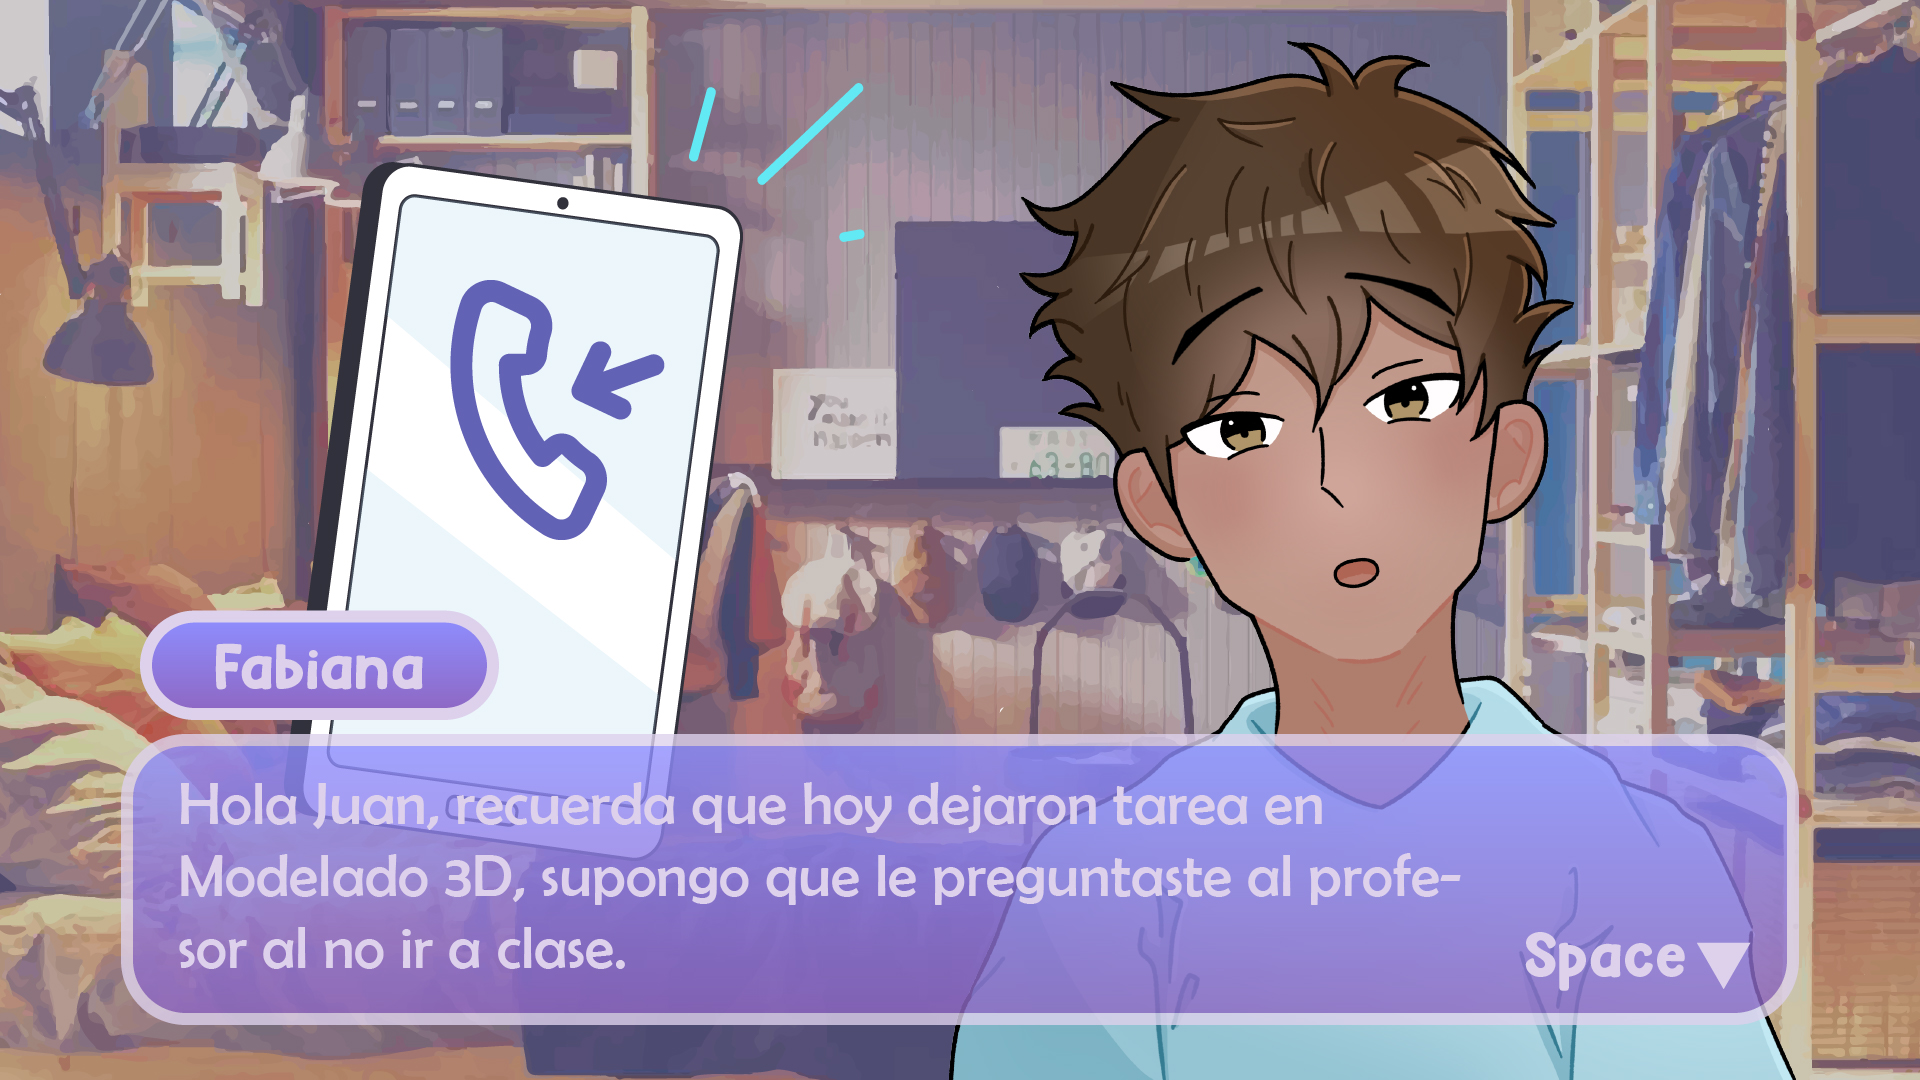 Fabiana
Hola Juan, recuerda que hoy dejaron tarea en
Modelado 3D, supongo que le preguntaste al profe-
sor al no ir a clase.
Space